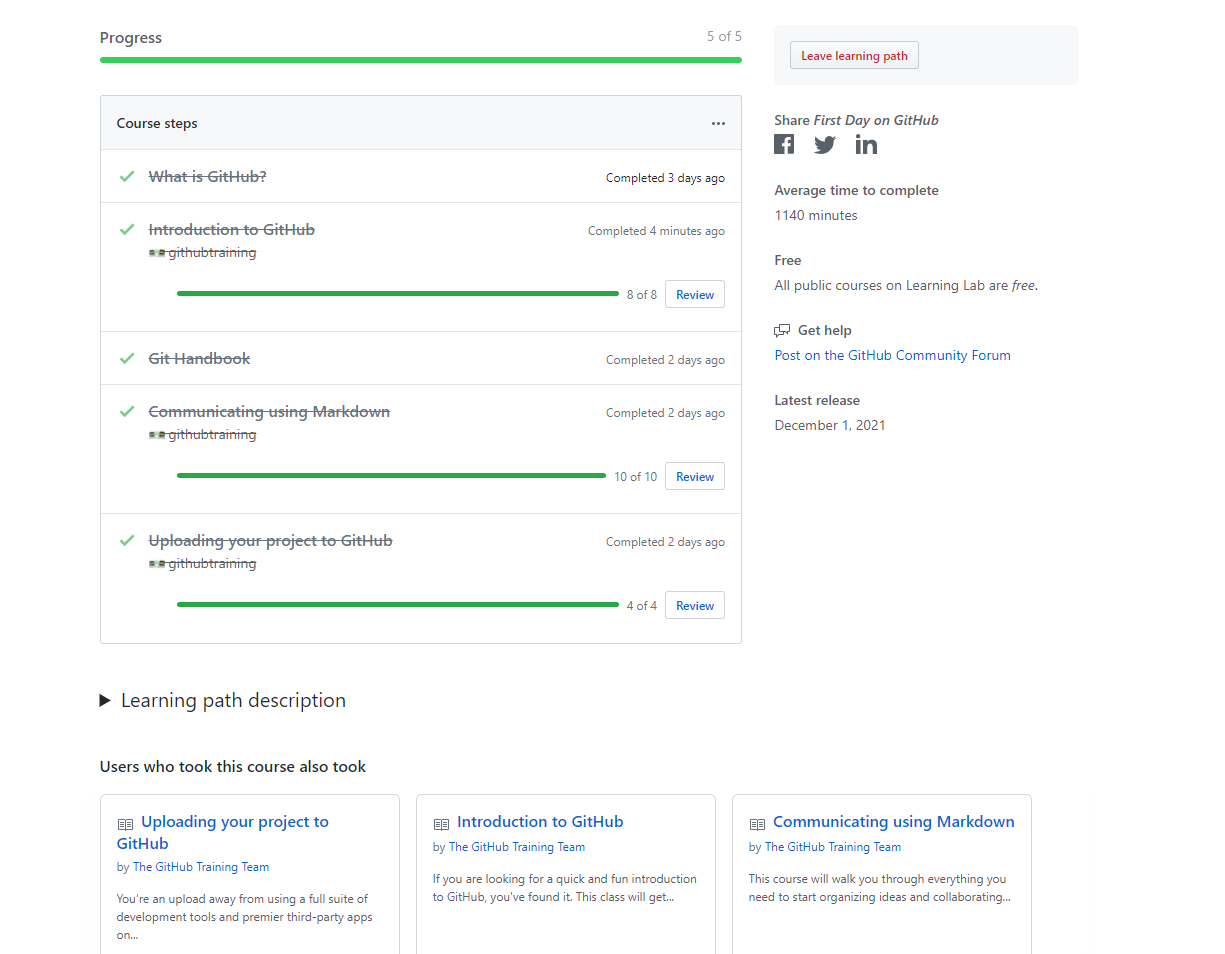 Progress
5 of 5
Course steps
What is GitHub?
Completed 3 days ago
Introduction to GitHub
Completed 4 minutes ago
githubtraining
8 of 8
Review
Git Handbook
Completed 2 days ago
Communicating using Markdown
Completed 2 days ago
githubtraining
10 of 10
Review
Uploading your project to GitHub
Completed 2 days ago
githubtraining
4 of 4
Review
Leave learning path
Share First Day on GitHub
Average time to complete
1140 minutes
Free
All public courses on Learning Lab are free.
Get help
Post on the GitHub Community Forum
Latest release
December 1, 2021
Learning path description
Users who took this course also took
Uploading your project to
GitHub
by The GitHub Training Team
You're an upload away from using a full suite of
development tools and premier third-party apps
on...
Introduction to GitHub
by The GitHub Training Team
If you are looking for a quick and fun introduction
to GitHub, you've found it. This class will get...
Communicating using Markdown
by The GitHub Training Team
This course will walk you through everything you
need to start organizing ideas and collaborating...